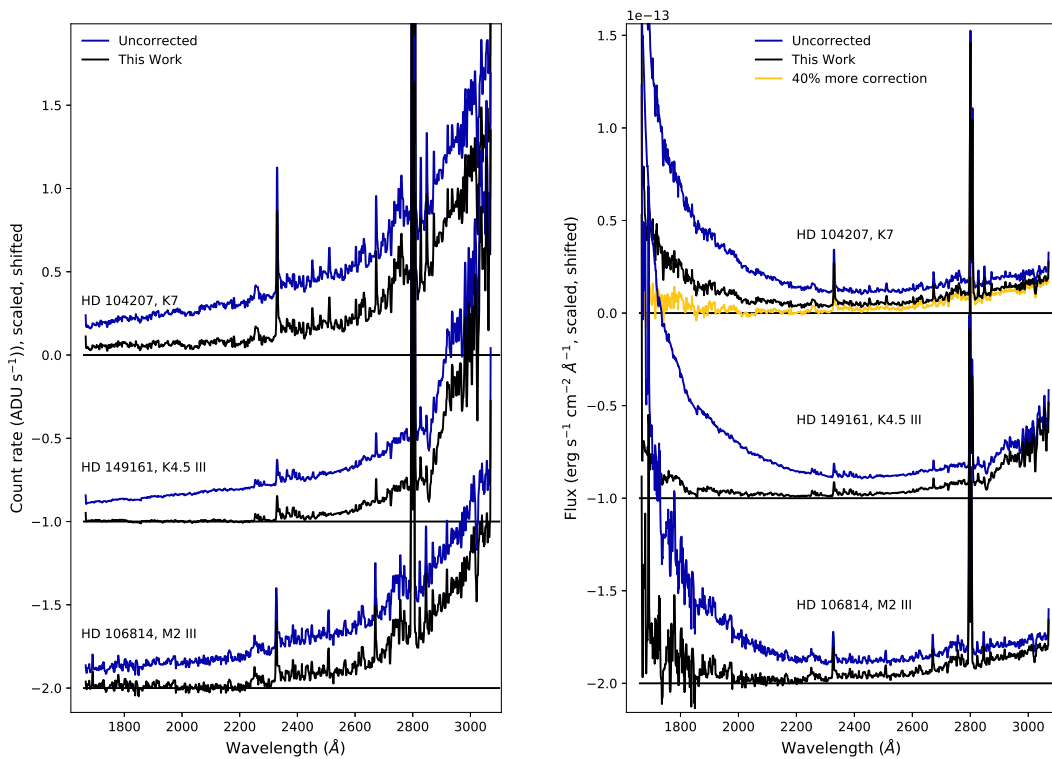 Uncorrected
This Work
HD 104207, K7
HD 149161, K4.5 III
HD 106814, M2 III
1.5
1.0
0.5
0.0
−0.5
−1.0
−1.5
−2.0
1800 2000 2200 2400 2600 2800 3000
Wavelength (Å)
Count rate (ADU s⁻¹)), scaled, shifted
1e−13
Uncorrected
This Work
40% more correction
HD 104207, K7
HD 149161, K4.5 III
HD 106814, M2 III
1.5
1.0
0.5
0.0
−0.5
−1.0
−1.5
−2.0
1800 2000 2200 2400 2600 2800 3000
Wavelength (Å)
Flux (erg s⁻¹ cm⁻² Å⁻¹, scaled, shifted)